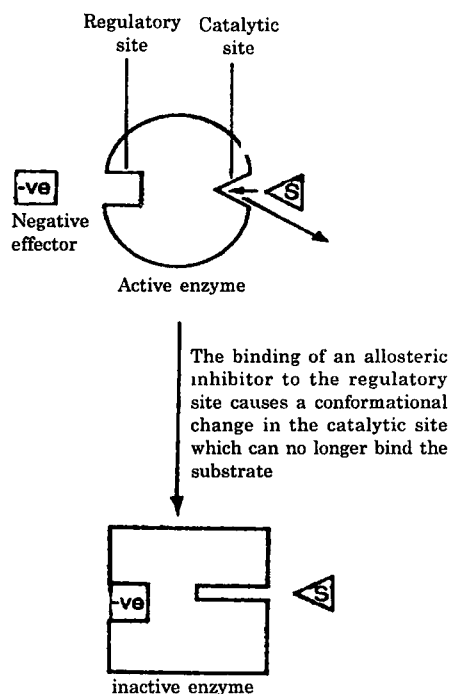 Regulatory site
Catalytic site
-ve
S
Negative
effector
Active enzyme
The binding of an allosteric
inhibitor to the regulatory
site causes a conformational
change in the catalytic site
which can no longer bind the
substrate
-ve
S
inactive enzyme